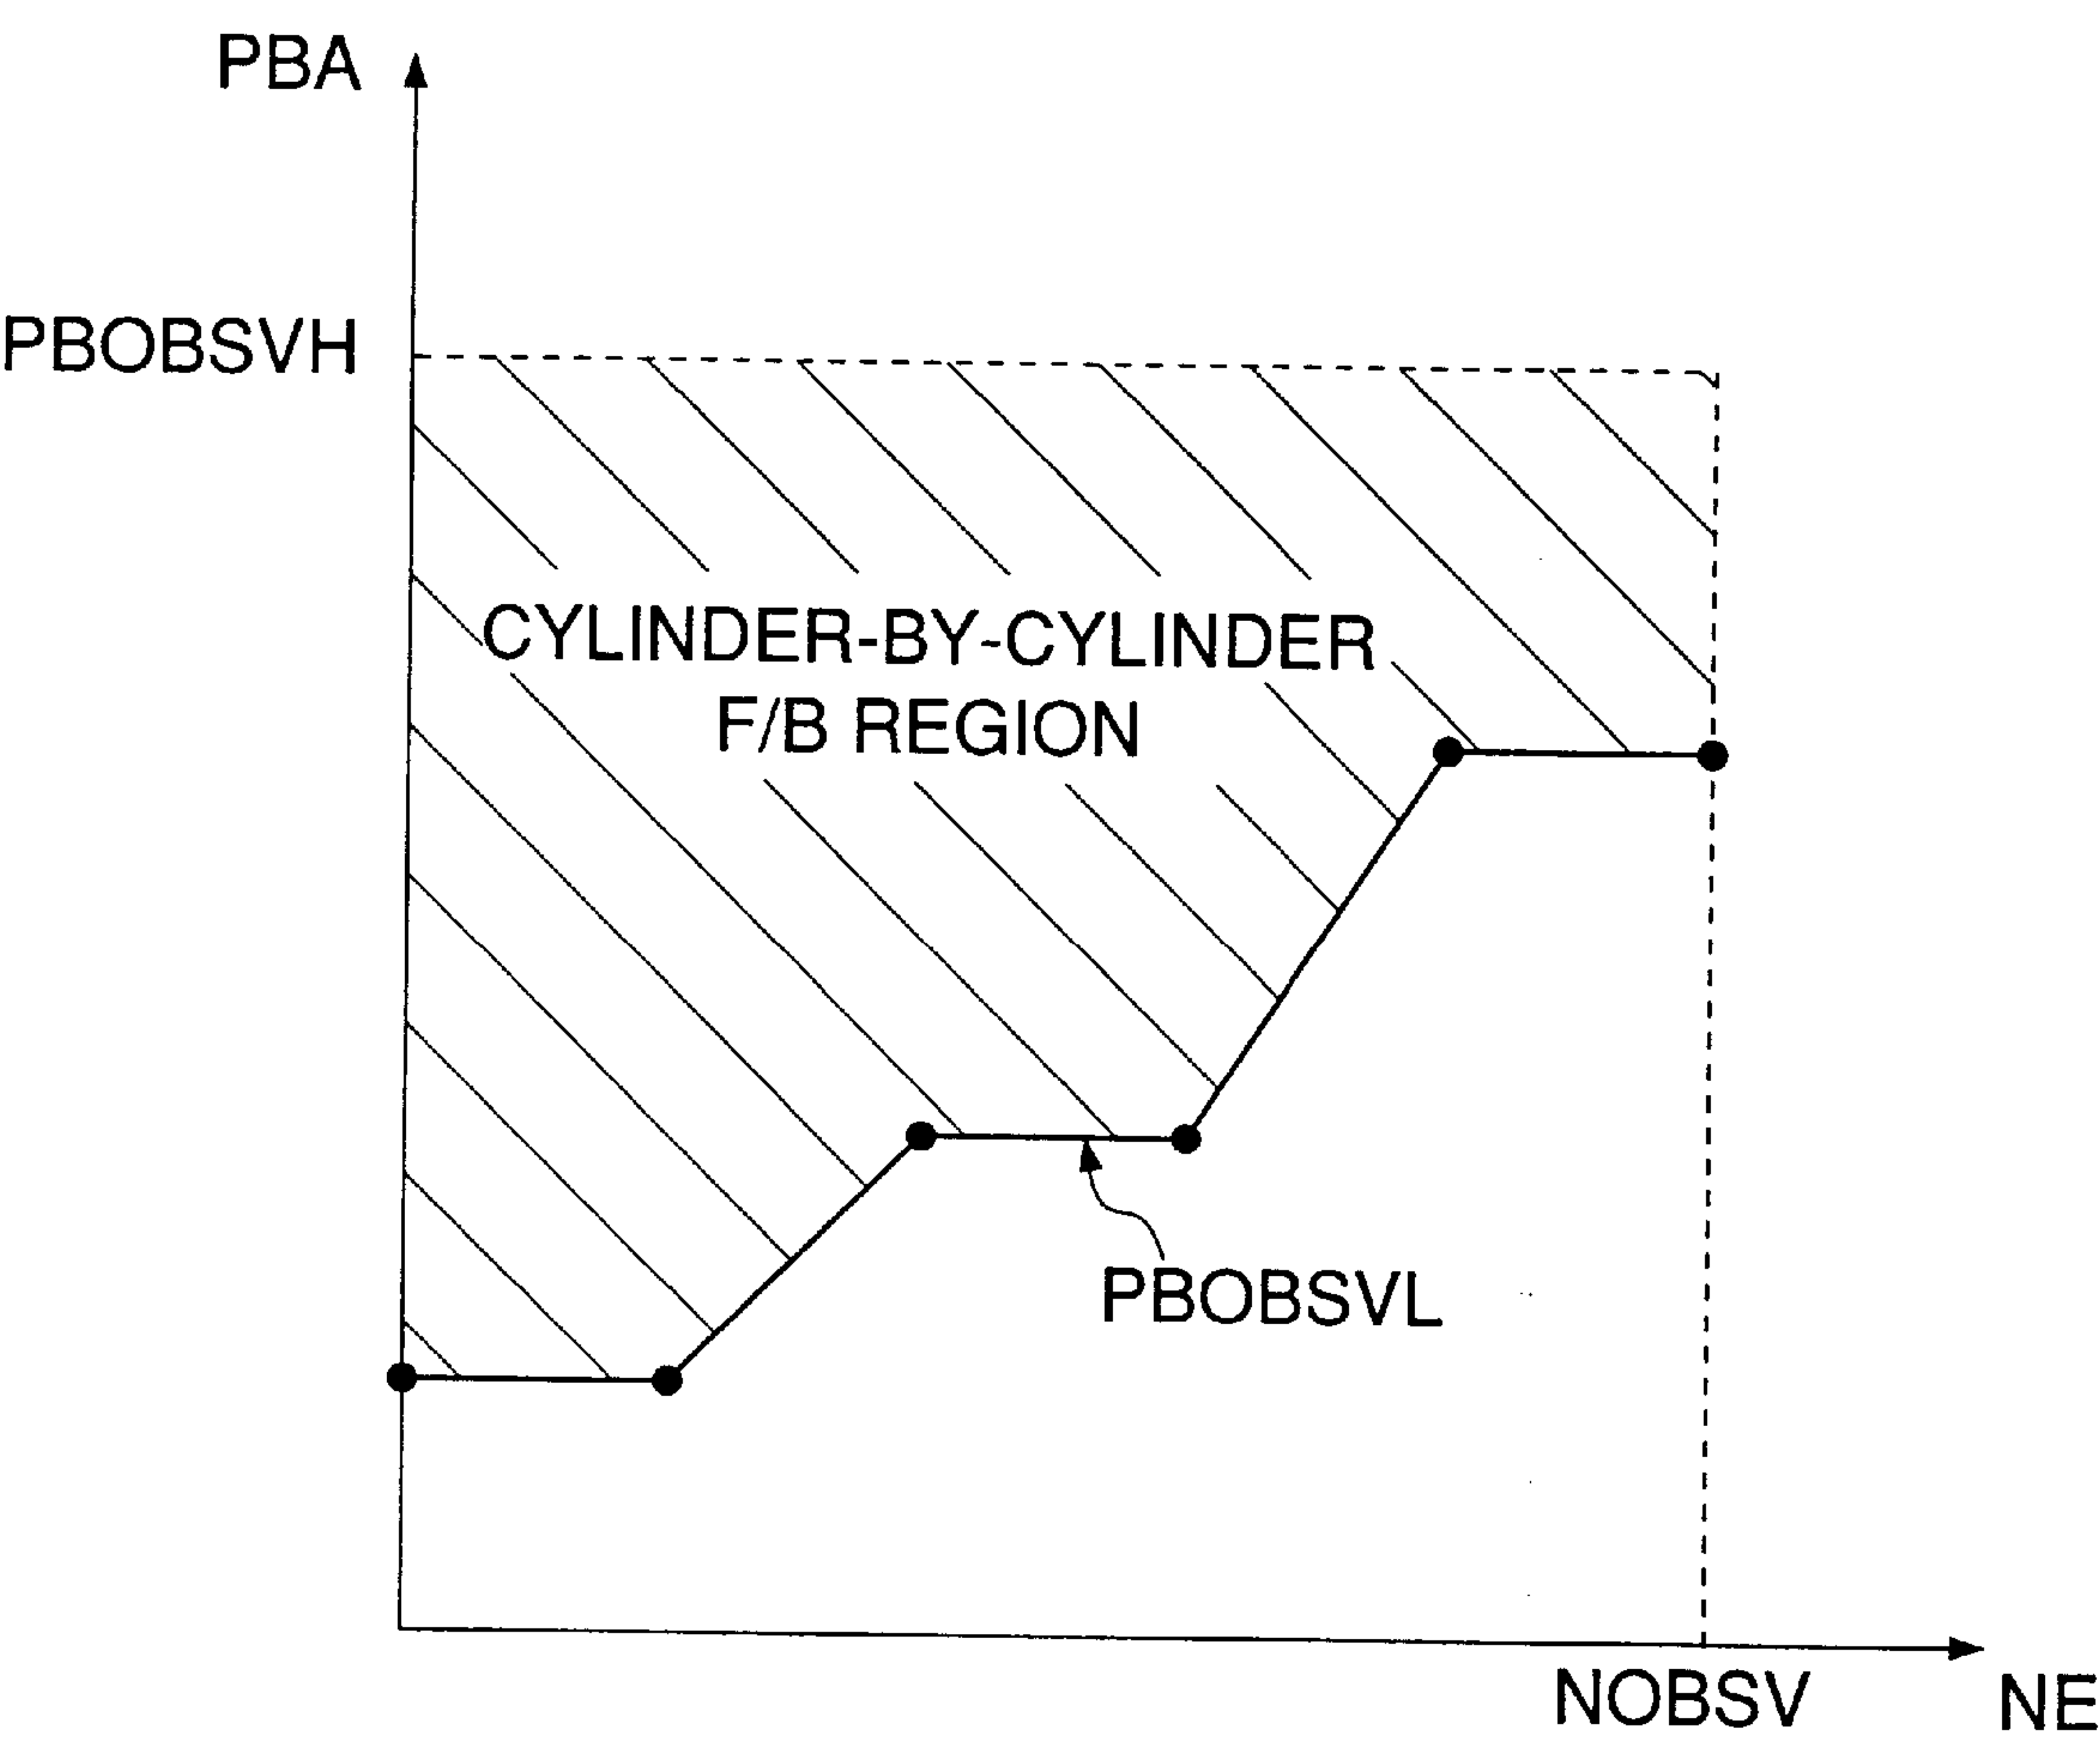 PBA
PBOBSVH
CYLINDER-BY-CYLINDER
F/B REGION
PBOBSVL
NOBSV
NE